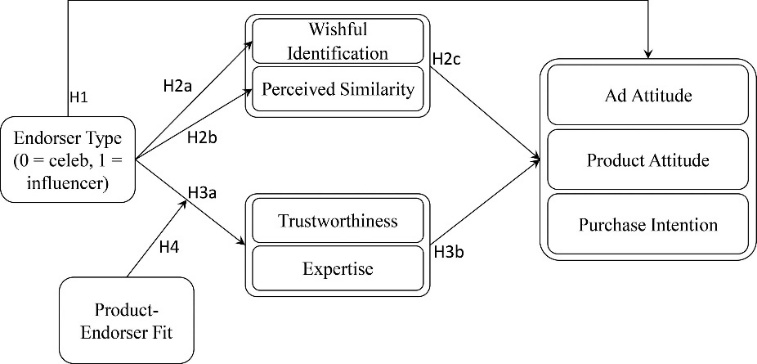 Wishful
Identification
Perceived Similarity
H2a
H2b
H2c
H1
Endorser Type
(0 = celeb, 1 =
influencer)
H3a
H4
Product-
Endorser Fit
Trustworthiness
Expertise
H3b
Ad Attitude
Product Attitude
Purchase Intention